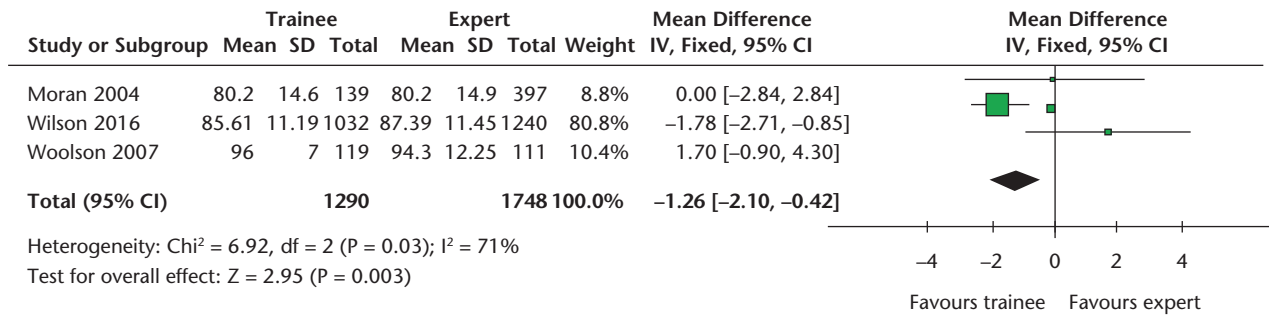 Trainee Expert Mean Difference Mean Difference
Study or Subgroup Mean SD Total Mean SD Total Weight IV, Fixed, 95% CI IV, Fixed, 95% CI
Moran 2004 80.2 14.6 139 80.2 14.9 397 8.8% 0.00 [–2.84, 2.84]
Wilson 2016 85.61 11.19 1032 87.39 11.45 1240 80.8% –1.78 [–2.71, –0.85]
Woolson 2007 96 7 119 94.3 12.25 111 10.4% 1.70 [–0.90, 4.30]
Total (95% CI) 1290 1748 100.0% –1.26 [–2.10, –0.42]
Heterogeneity: Chi² = 6.92, df = 2 (P = 0.03); I² = 71%
Test for overall effect: Z = 2.95 (P = 0.003)
–4 –2 0 2 4
Favours trainee Favours expert